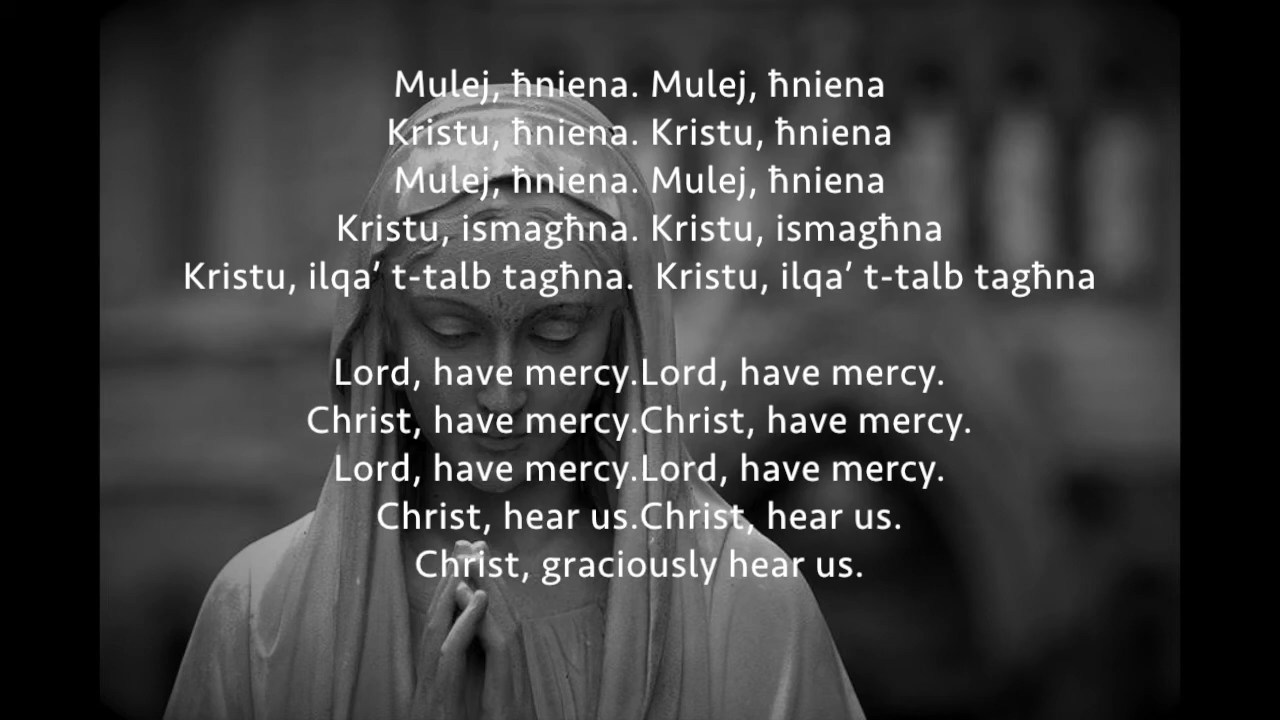 Mulej, ħniena. Mulej, ħniena
Kristu, ħniena. Kristu, ħniena
Mulej, ħniena. Mulej, ħniena
Kristu, ismagħna. Kristu, ismagħna
Kristu, ilqa’ t-talb tagħna.  Kristu, ilqa’ t-talb tagħna
Lord, have mercy.Lord, have mercy.
Christ, have mercy.Christ, have mercy.
Lord, have mercy.Lord, have mercy.
Christ, hear us.Christ, hear us.
Christ, graciously hear us.